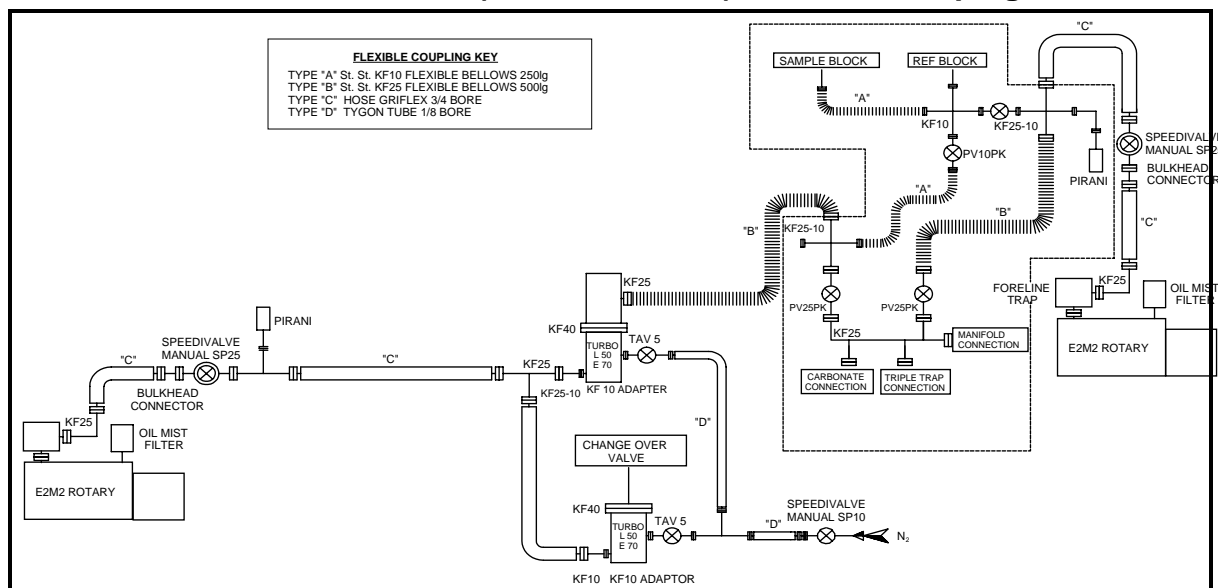 FLEXIBLE COUPLING KEY
TYPE "A" St. St. KF10 FLEXIBLE BELLOWS 250lg
TYPE "B" St. St. KF25 FLEXIBLE BELLOWS 500lg
TYPE "C" HOSE GRIFLEX 3/4 BORE
TYPE "D" TYGON TUBE 1/8 BORE
"C"
SAMPLE BLOCK
REF BLOCK
"A"
KF10
KF25-10
PV10PK
PIRANI
SPEEDIVALVE
MANUAL SP2
BULKHEAD
CONNECTOR
"A"
"B"
"B"
"C"
KF25-10
KF25
FORELINE
TRAP
KF25
OIL MIST
FILTER
PV25PK
PV25PK
E2M2 ROTARY
PIRANI
KF40
TAV 5
KF25
MANIFOLD
CONNECTION
SPEEDIVALVE
MANUAL SP25
"C"
"C"
TURBO
L 50
E 70
KF25
CARBONATE
CONNECTION
TRIPLE TRAP
CONNECTION
BULKHEAD
CONNECTOR
KF25-10
KF 10 ADAPTER
KF25
"D"
OIL MIST
FILTER
CHANGE OVER
VALVE
E2M2 ROTARY
KF40
TAV 5
SPEEDIVALVE
MANUAL SP10
TURBO
L 50
E 70
"D"
N2
KF10
KF10 ADAPTOR